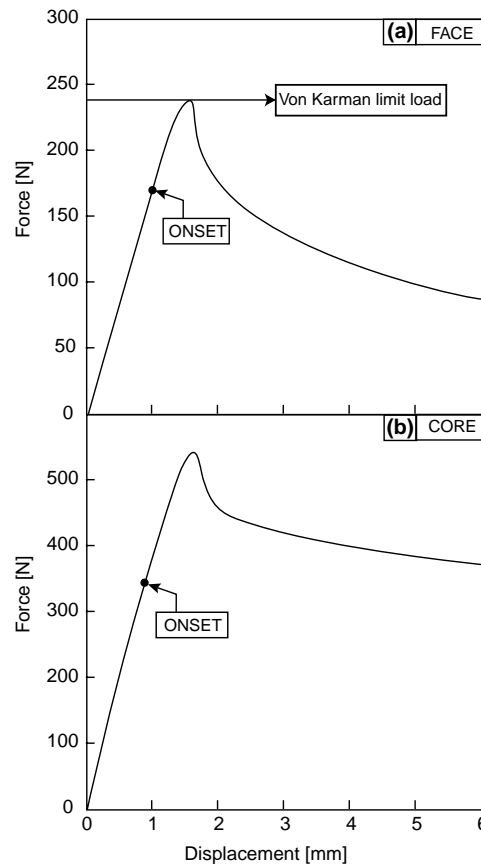 300
(a) FACE
250
Von Karman limit load
200
ONSET
150
100
50
0
Force [N]
(b) CORE
500
400
ONSET
300
200
100
0
Force [N]
0 1 2 3 4 5 6
Displacement [mm]